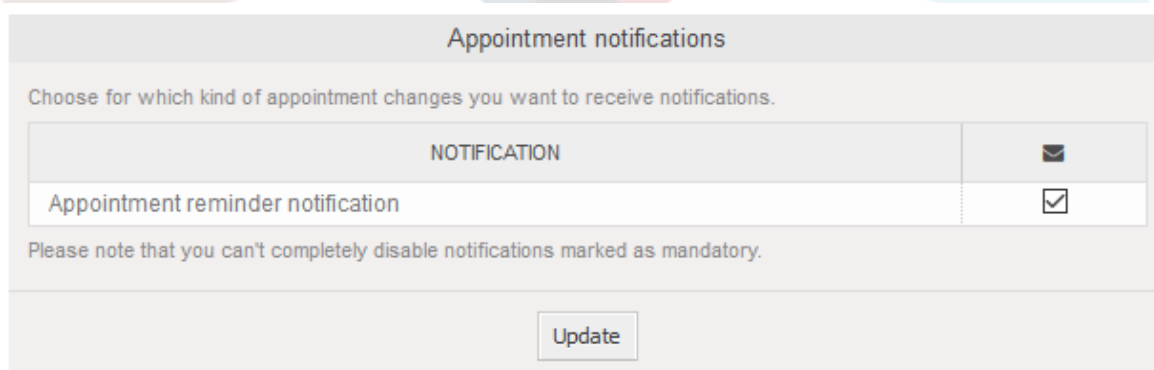 Appointment notifications
Choose for which kind of appointment changes you want to receive notifications.
NOTIFICATION
Appointment reminder notification
Please note that you can't completely disable notifications marked as mandatory.
Update